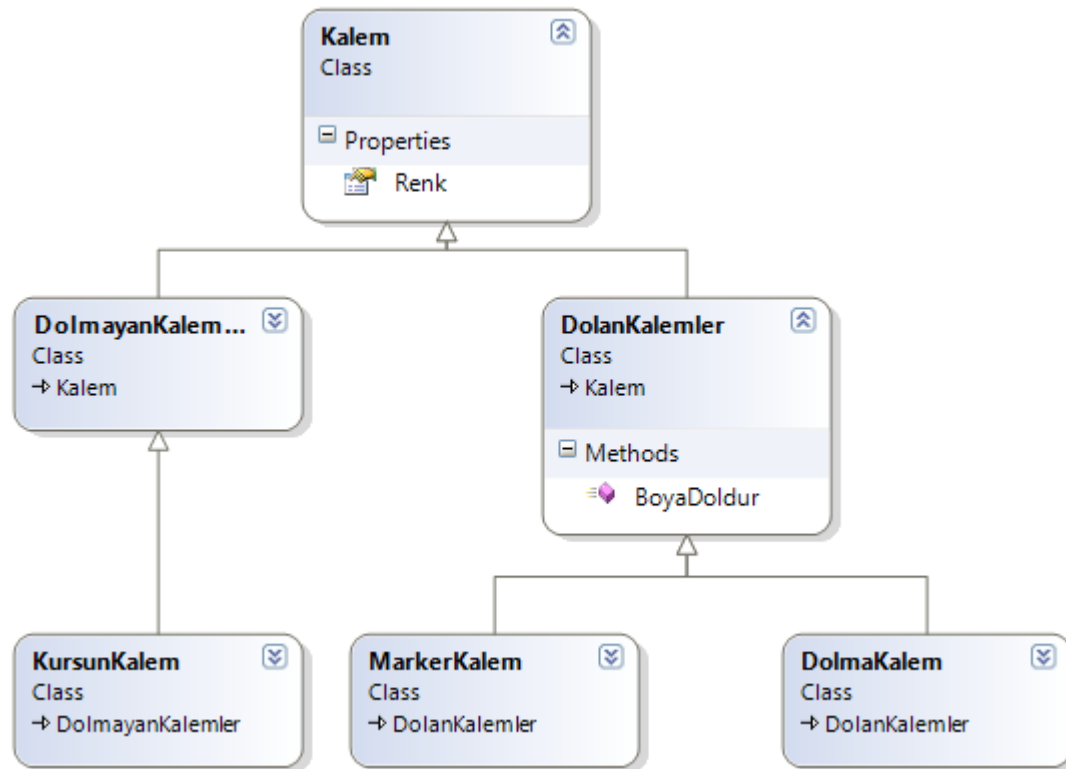 Kalem
Class
Properties
Renk
DolmayanKalem...
Class
Kalem
DolanKalemler
Class
Kalem
Methods
BoyaDoldur
KursunKalem
Class
DolmayanKalemler
MarkerKalem
Class
DolanKalemler
DolmaKalem
Class
DolanKalemler